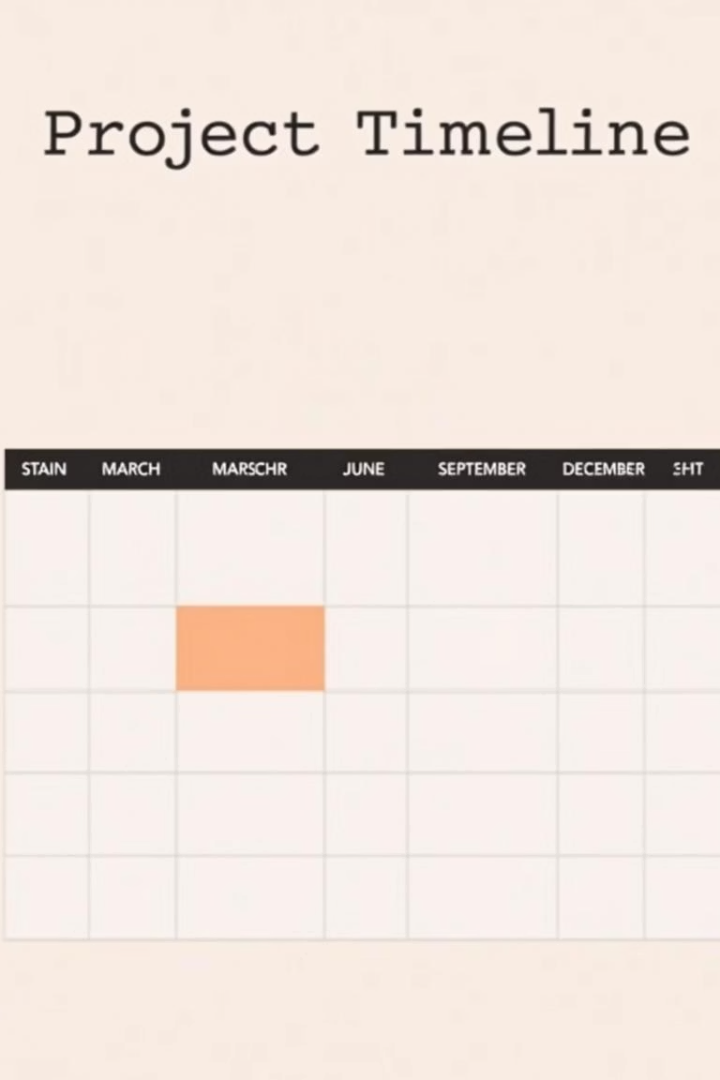 Project Timeline
STAIN MARCH MARSCHR JUNE SEPTEMBER DECEMBER